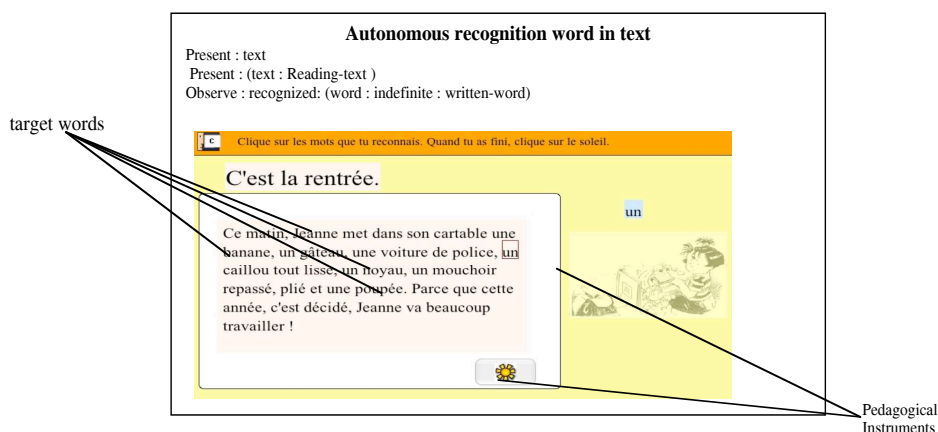 Autonomous recognition word in text
Present : text
Present : (text : Reading-text )
Observe : recognized: (word : indefinite : written-word)
target words
c
Clique sur les mots que tu reconnais. Quand tu as fini, clique sur le soleil.
C'est la rentrée.
un
Ce matin, Jeanne met dans son cartable une
banane, un gâteau, une voiture de police, un
caillou tout lisse, un noyau, un mouchoir
repassé, plié et une poupée. Parce que cette
année, c'est décidé, Jeanne va beaucoup
travailler !
Pedagogical
Instruments